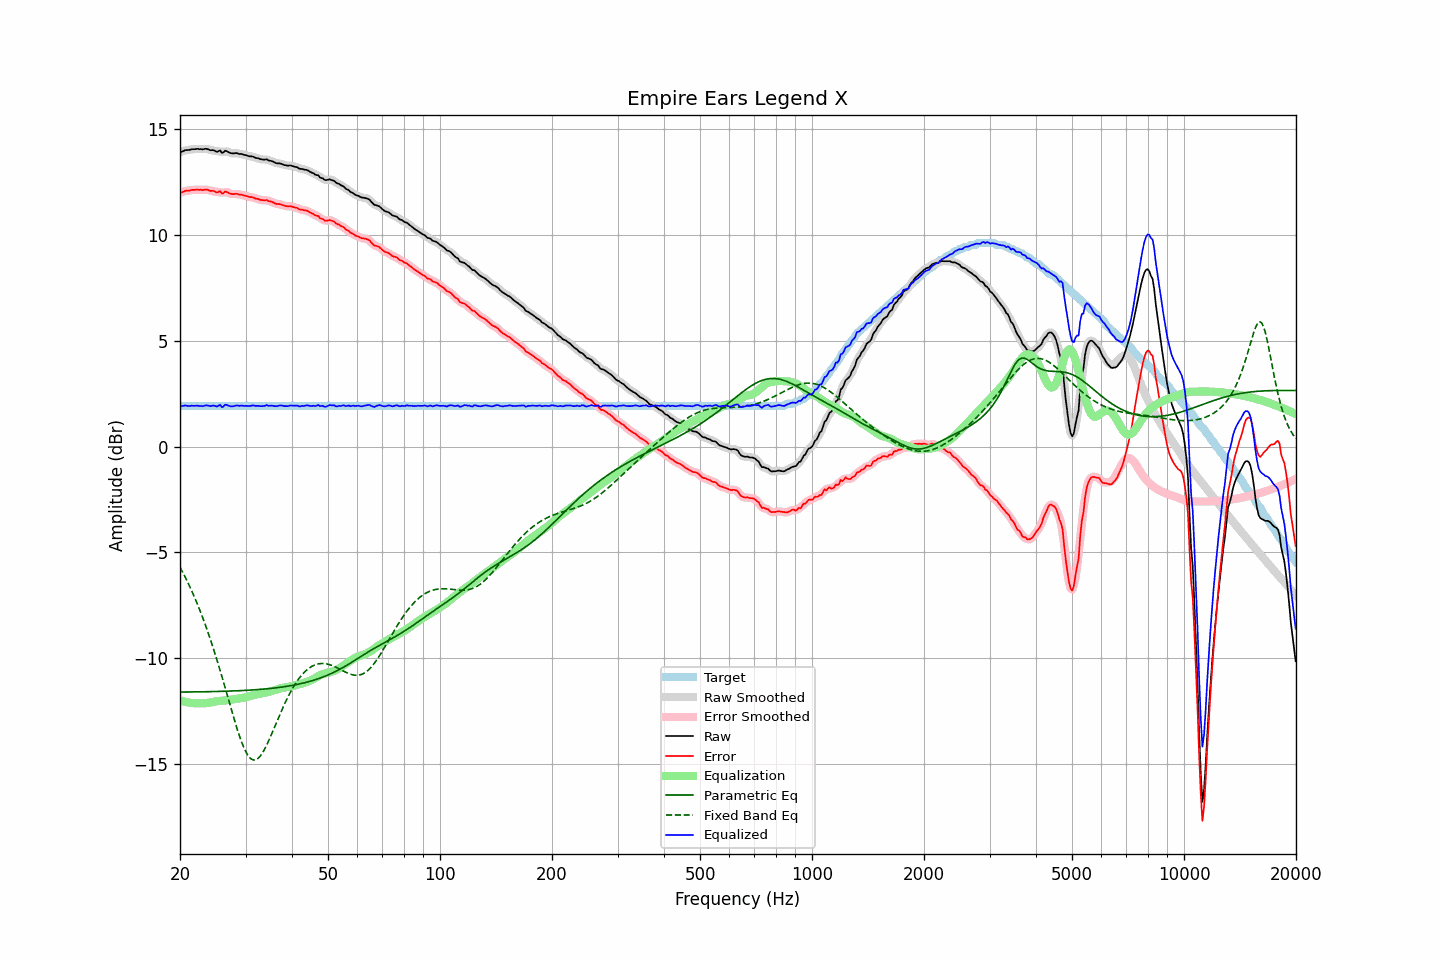 Empire Ears Legend X
Amplitude (dBr)
15
10
5
0
−5
−10
−15
20
50
100
200
500
1000
2000
5000
10000
20000
Frequency (Hz)
Target
Raw Smoothed
Error Smoothed
Raw
Error
Equalization
Parametric Eq
Fixed Band Eq
Equalized